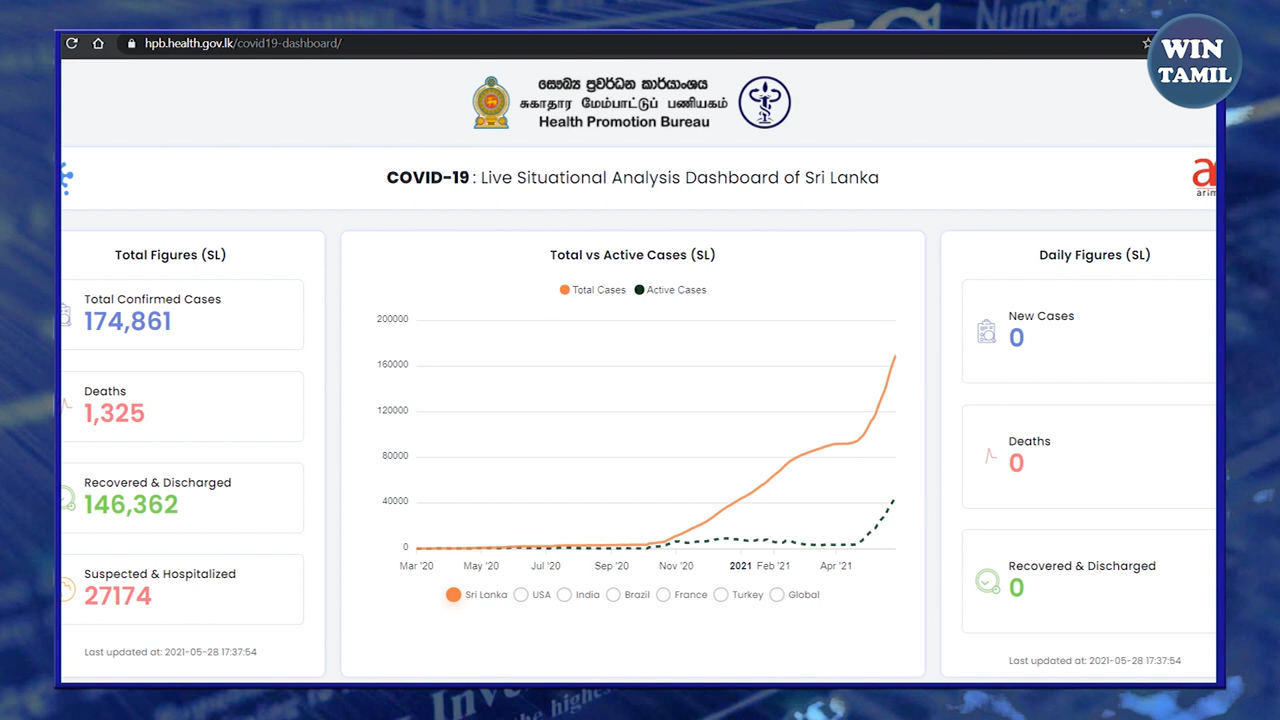 Number
WIN
TAMIL
hpb.health.gov.lk/covid19-dashboard/
සෞඛ්‍ය ප්‍රවර්ධන කාර්යාංශය
சுகாதார மேம்பாட்டுப் பணியகம்
Health Promotion Bureau
COVID-19 : Live Situational Analysis Dashboard of Sri Lanka
Total Figures (SL)
Total Confirmed Cases
174,861
Deaths
1,325
Recovered & Discharged
146,362
Suspected & Hospitalized
27174
Last updated at: 2021-05-28 17:37:54
Total vs Active Cases (SL)
Total Cases Active Cases
200000
160000
120000
80000
40000
0
Mar '20 May '20 Jul '20 Sep '20 Nov '20 2021 Feb '21 Apr '21
Sri Lanka USA India Brazil France Turkey Global
Daily Figures (SL)
New Cases
0
Deaths
0
Recovered & Discharged
0
Last updated at: 2021-05-28 17:37:54
the highes